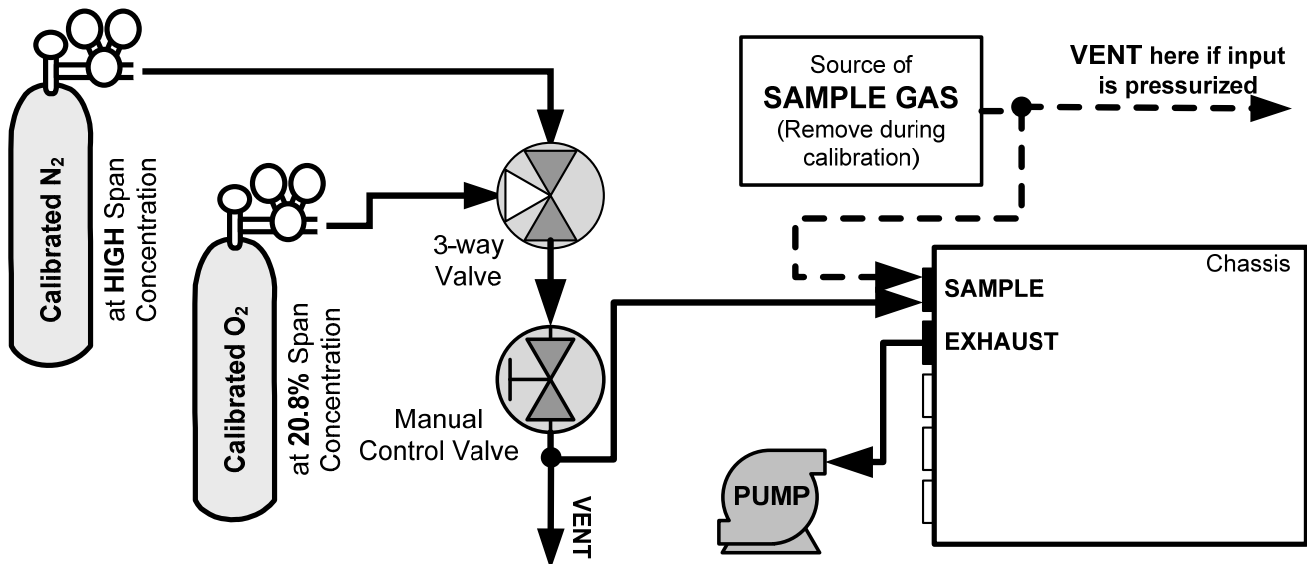 Calibrated N₂
at HIGH Span
Concentration
Calibrated O₂
at 20.8% Span
Concentration
3-way
Valve
Manual
Control Valve
VENT
Source of
SAMPLE GAS
(Remove during
calibration)
VENT here if input
is pressurized
Chassis
SAMPLE
EXHAUST
PUMP